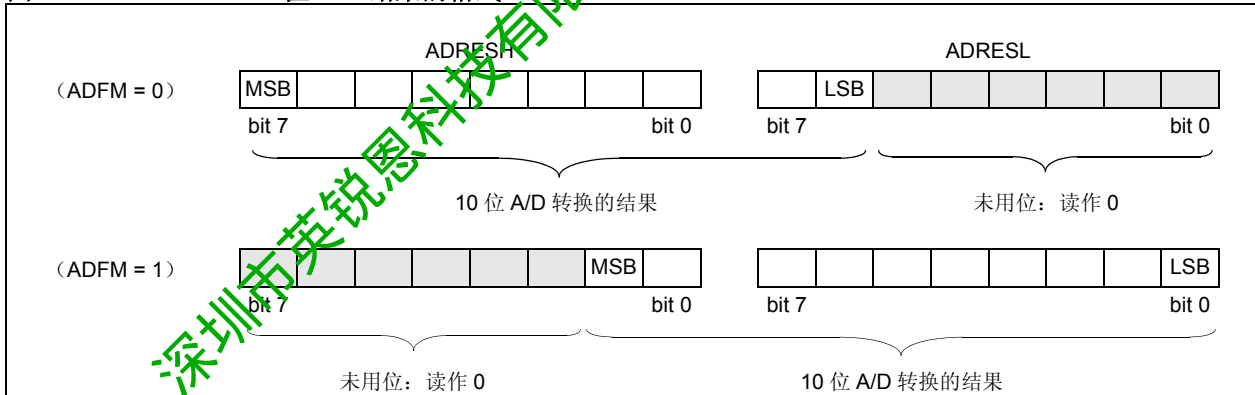 ADRESH ADRESL
（ADFM = 0） MSB LSB
bit 7 bit 0 bit 7 bit 0
10 位 A/D 转换的结果 未用位：读作 0
（ADFM = 1） MSB LSB
bit 7 bit 0 bit 7 bit 0
未用位：读作 0 10 位 A/D 转换的结果
深圳市英锐恩科技有